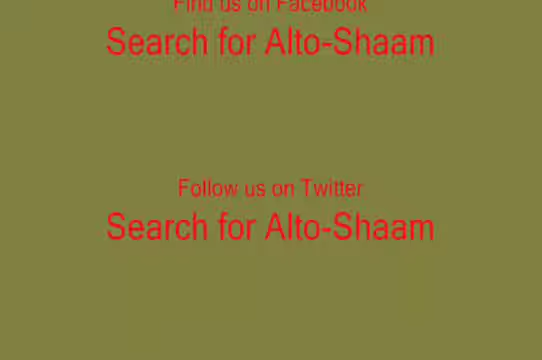 Find us on Facebook
Search for Alto-Shaam
Follow us on Twitter
Search for Alto-Shaam